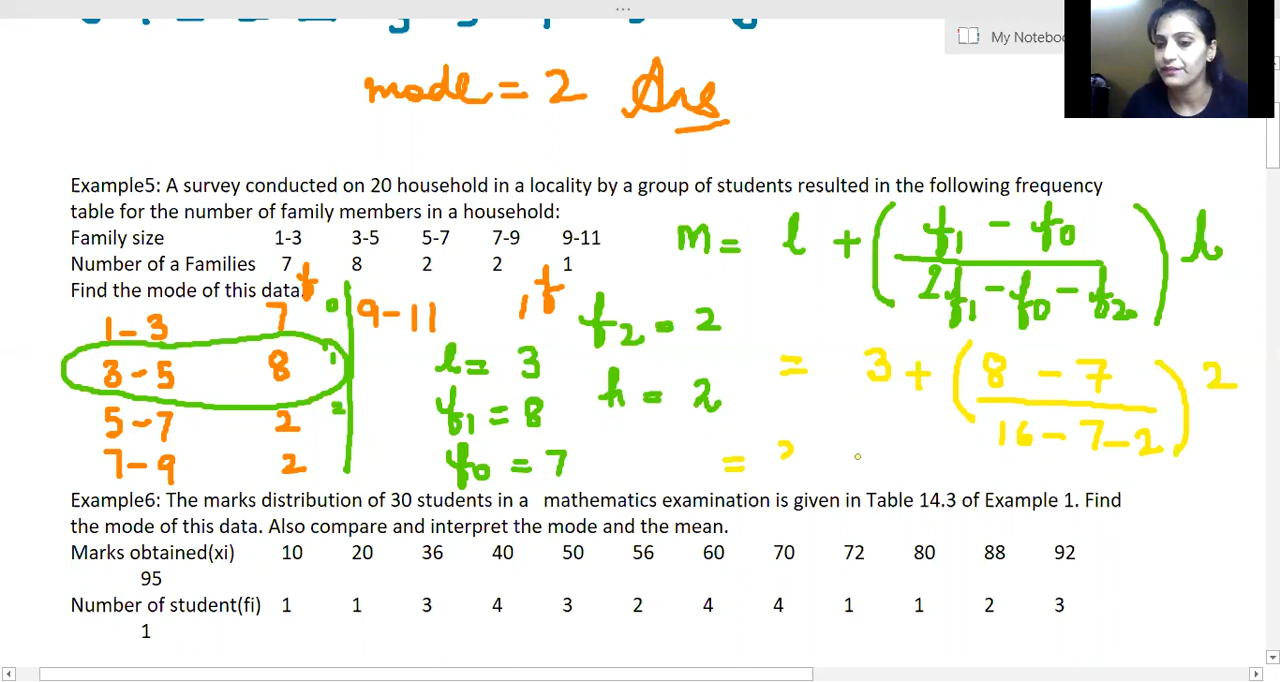 ...
My Notebo
mode = 2 Ans
Example5: A survey conducted on 20 household in a locality by a group of students resulted in the following frequency
table for the number of family members in a household:
Family size 1-3 3-5 5-7 7-9 9-11
Number of a Families 7 8 2 2 1
Find the mode of this data.
m = l + (f1 - f0 / 2f1 - f0 - f2) h
f
f
1 - 3 7 0
9 - 11 1
3 - 5 8 1
5 - 7 2 2
7 - 9 2
l = 3
f1 = 8
f0 = 7
f2 = 2
h = 2
= 3 + (8 - 7 / 16 - 7 - 2) 2
=
Example6: The marks distribution of 30 students in a mathematics examination is given in Table 14.3 of Example 1. Find
the mode of this data. Also compare and interpret the mode and the mean.
Marks obtained(xi) 10 20 36 40 50 56 60 70 72 80 88 92
95
Number of student(fi) 1 1 3 4 3 2 4 4 1 1 2 3
1